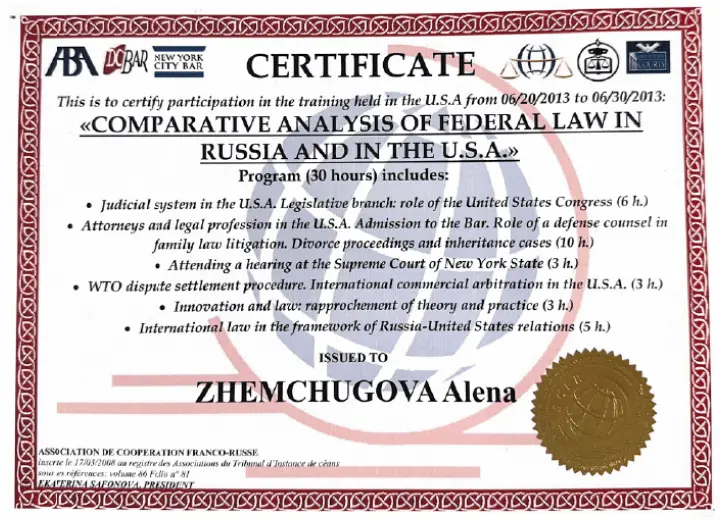 ABA
DC BAR
NEW YORK
CITY BAR
CERTIFICATE
This is to certify participation in the training held in the U.S.A from 06/20/2013 to 06/30/2013:
«COMPARATIVE ANALYSIS OF FEDERAL LAW IN
RUSSIA AND IN THE U.S.A.»
Program (30 hours) includes:
• Judicial system in the U.S.A. Legislative branch: role of the United States Congress (6 h.)
• Attorneys and legal profession in the U.S.A. Admission to the Bar. Role of a defense counsel in
family law litigation. Divorce proceedings and inheritance cases (10 h.)
• Attending a hearing at the Supreme Court of New York State (3 h.)
• WTO dispute settlement procedure. International commercial arbitration in the U.S.A. (3 h.)
• Innovation and law: rapprochement of theory and practice (3 h.)
• International law in the framework of Russia-United States relations (5 h.)
ISSUED TO
ZHEMCHUGOVA Alena
ASSOCIATION DE COOPERATION FRANCO-RUSSE
inscrite le 17/03/2008 au registre des Associations du Tribunal d'Instance de céans
sous les références: volume 86 Folio n° 81
EKATERINA SAFONOVA, PRESIDENT